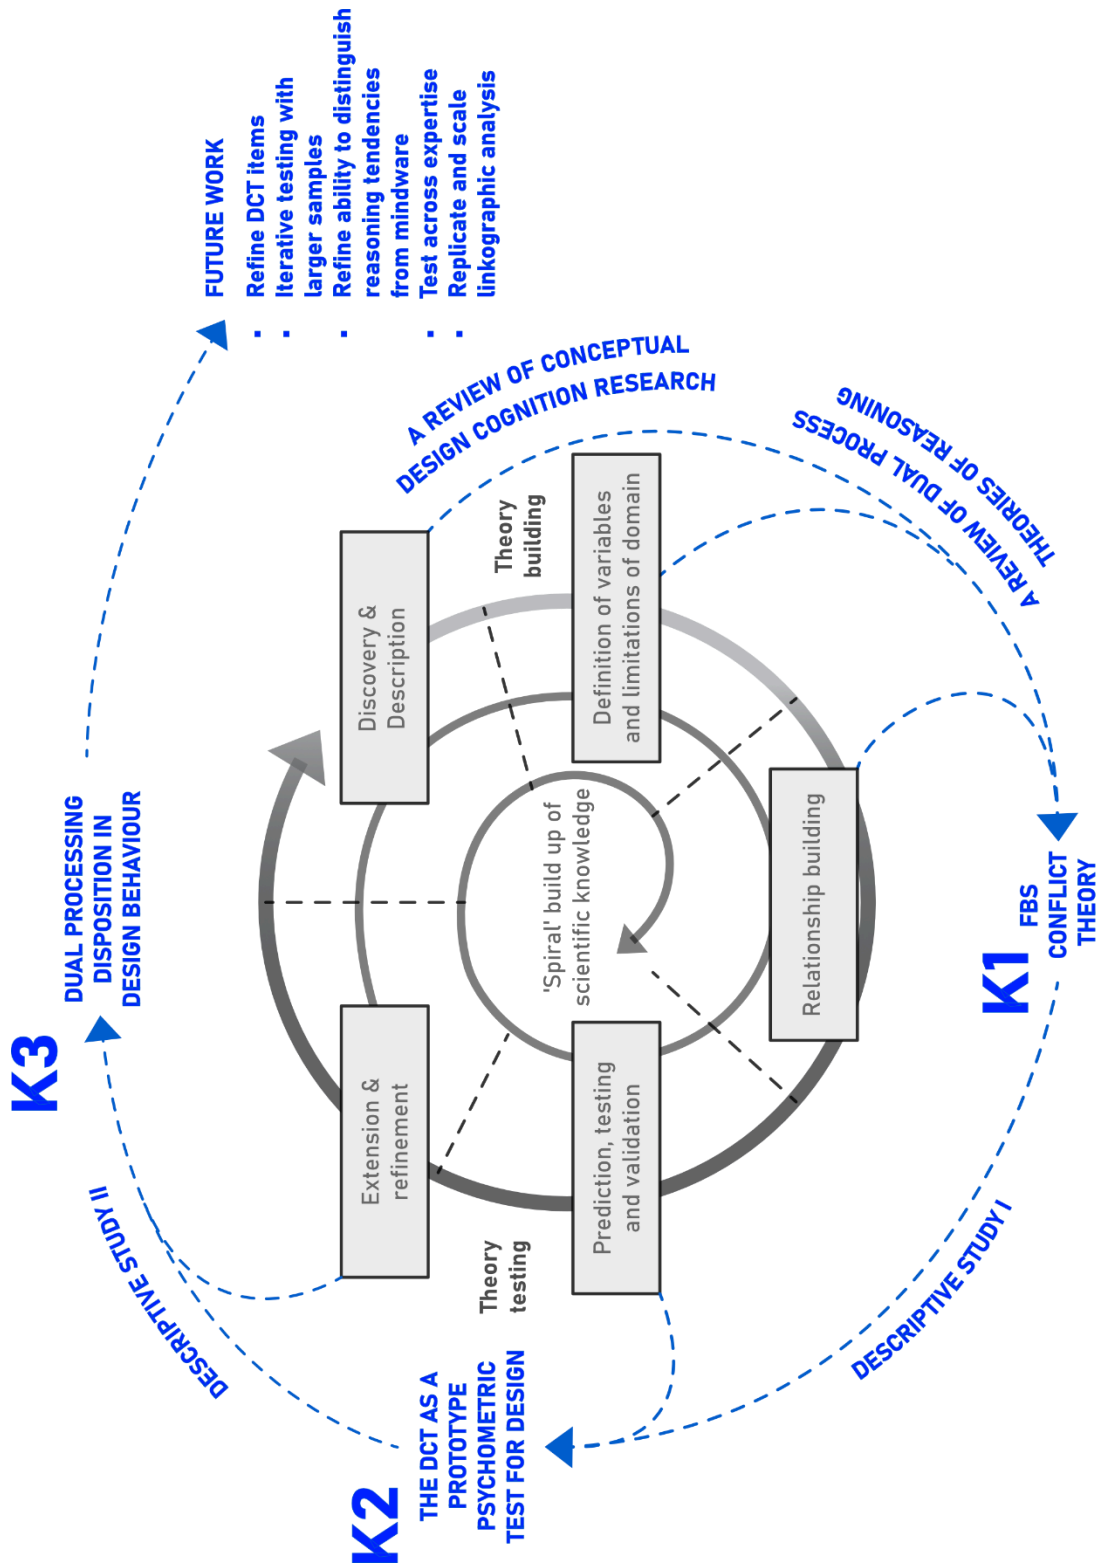 K3
DUAL PROCESSING
DISPOSITION IN
DESIGN BEHAVIOUR
FUTURE WORK
▪ Refine DCT items
▪ Iterative testing with
larger samples
▪ Refine ability to distinguish
reasoning tendencies
from mindware
▪ Test across expertise
▪ Replicate and scale
linkographic analysis
DESCRIPTIVE STUDY II
Extension &
refinement
Discovery &
Description
A REVIEW OF CONCEPTUAL
DESIGN COGNITION RESEARCH
K2
THE DCT AS A
PROTOTYPE
PSYCHOMETRIC
TEST FOR DESIGN
Theory
testing
Theory
building
'Spiral' build up of
scientific knowledge
Prediction, testing
and validation
Definition of variables
and limitations of domain
Relationship building
A REVIEW OF DUAL PROCESS
THEORIES OF REASONING
DESCRIPTIVE STUDY I
K1
FBS
CONFLICT
THEORY